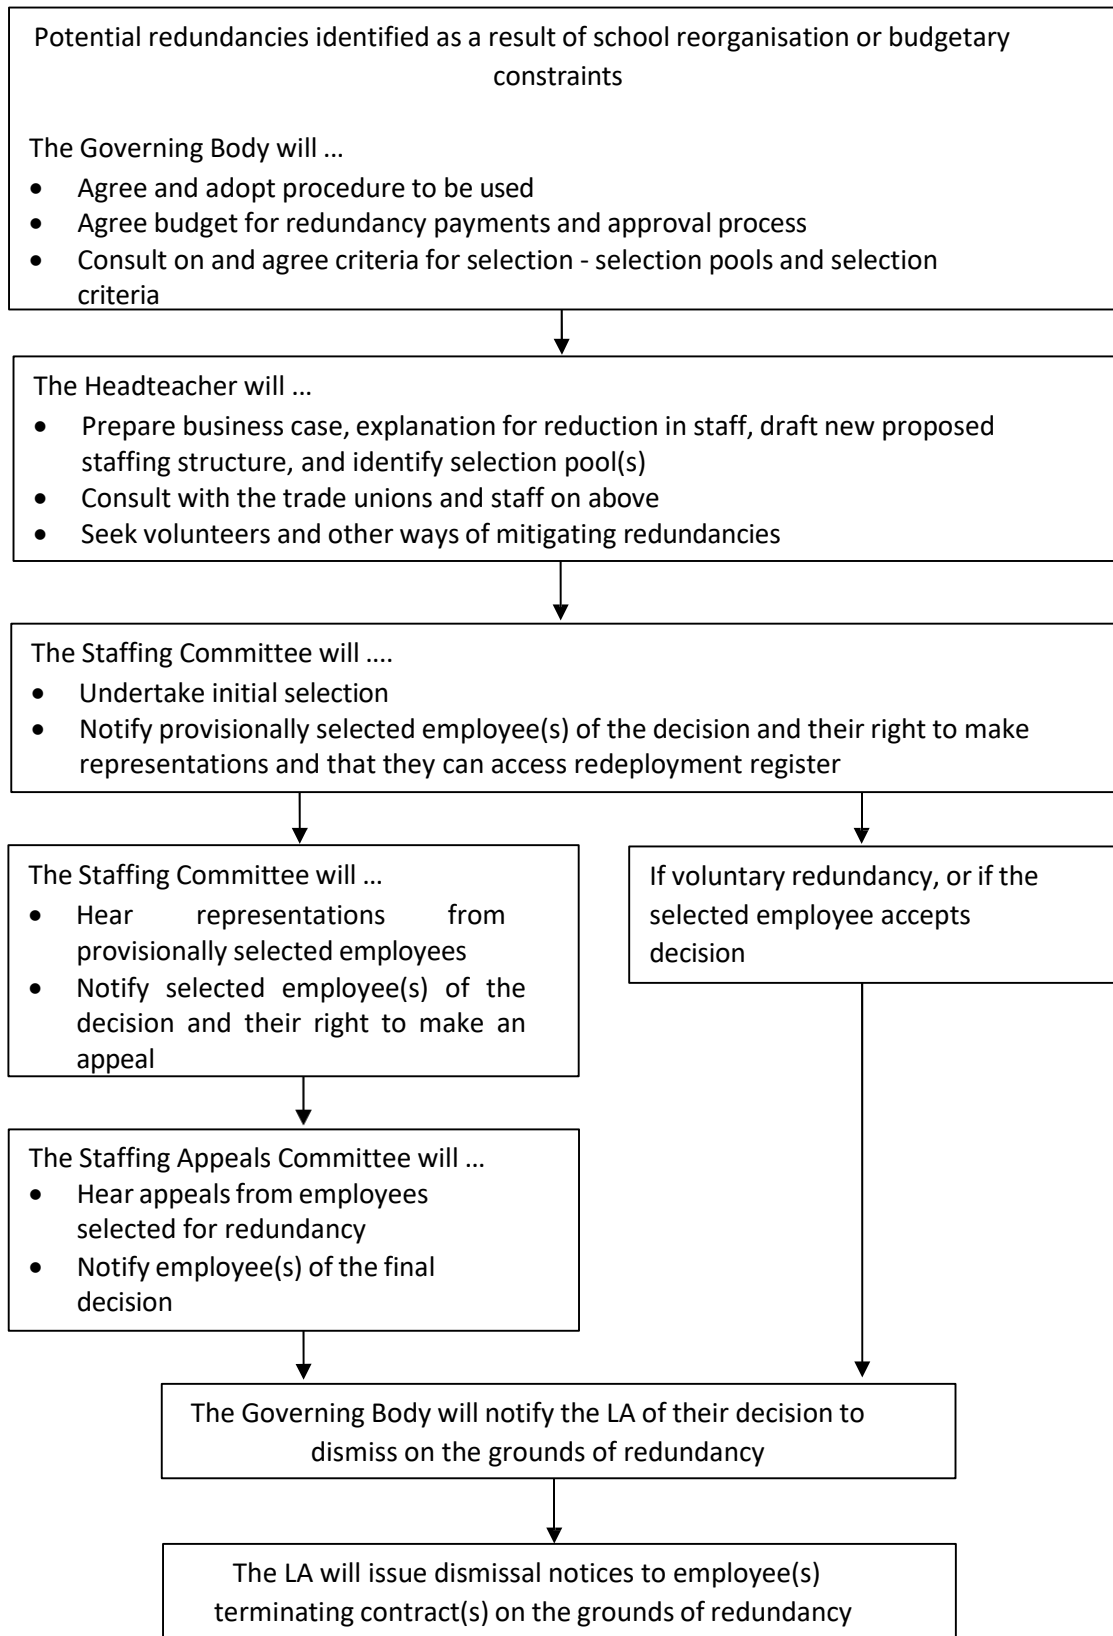 Potential redundancies identified as a result of school reorganisation or budgetary
constraints
The Governing Body will ...
• Agree and adopt procedure to be used
• Agree budget for redundancy payments and approval process
• Consult on and agree criteria for selection - selection pools and selection
criteria
The Headteacher will ...
• Prepare business case, explanation for reduction in staff, draft new proposed
staffing structure, and identify selection pool(s)
• Consult with the trade unions and staff on above
• Seek volunteers and other ways of mitigating redundancies
The Staffing Committee will ....
• Undertake initial selection
• Notify provisionally selected employee(s) of the decision and their right to make
representations and that they can access redeployment register
The Staffing Committee will ...
• Hear representations from
provisionally selected employees
• Notify selected employee(s) of the
decision and their right to make an
appeal
If voluntary redundancy, or if the
selected employee accepts
decision
The Staffing Appeals Committee will ...
• Hear appeals from employees
selected for redundancy
• Notify employee(s) of the final
decision
The Governing Body will notify the LA of their decision to
dismiss on the grounds of redundancy
The LA will issue dismissal notices to employee(s)
terminating contract(s) on the grounds of redundancy